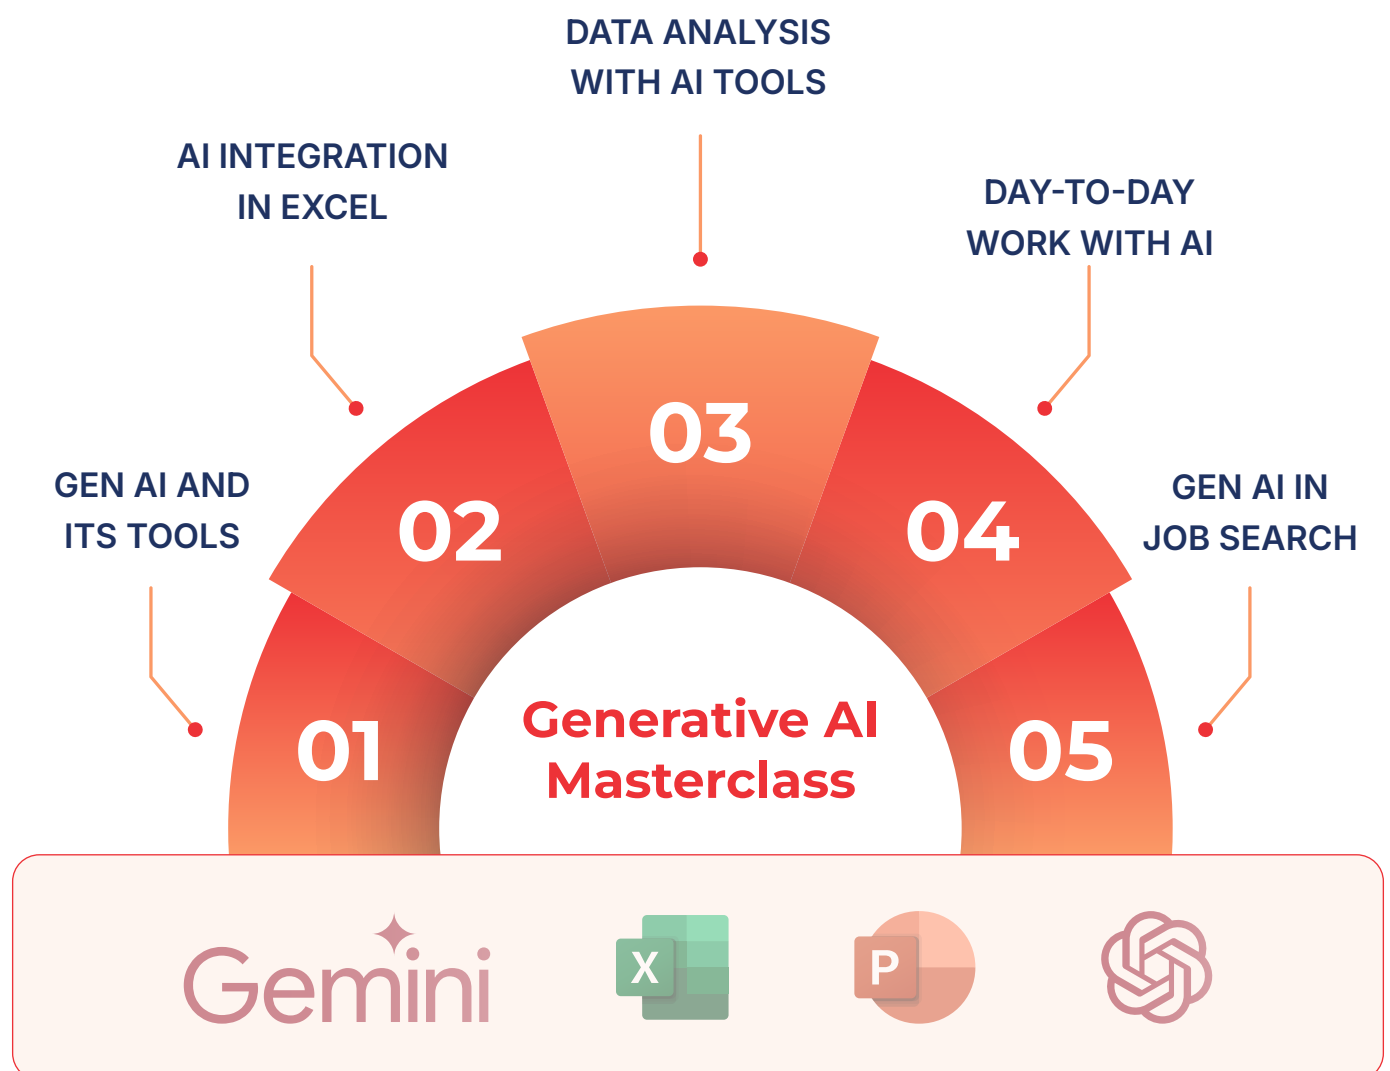 DATA ANALYSIS
WITH AI TOOLS
AI INTEGRATION
IN EXCEL
DAY-TO-DAY
WORK WITH AI
GEN AI AND
ITS TOOLS
GEN AI IN
JOB SEARCH
01
02
03
04
05
Generative AI
Masterclass
Gemini
X
P